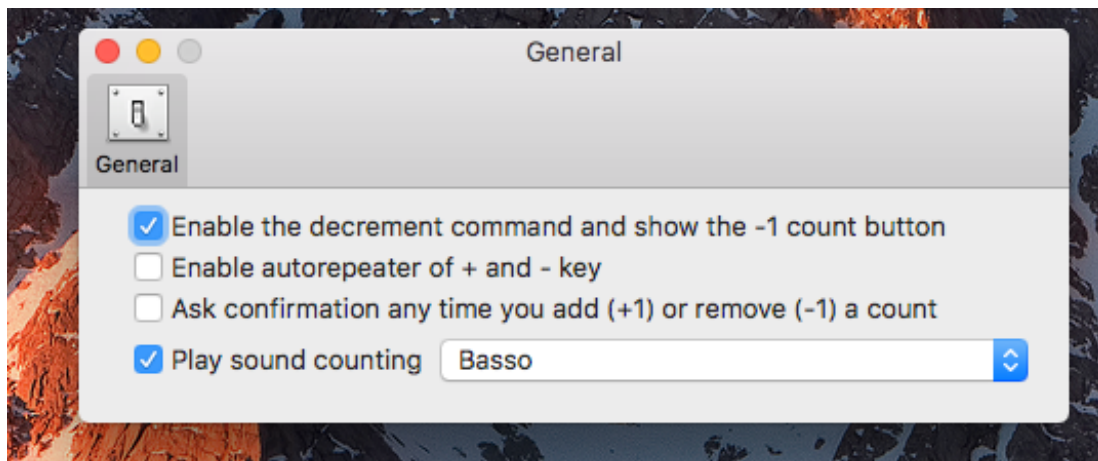 General
General
Enable the decrement command and show the -1 count button
Enable autorepeater of + and - key
Ask confirmation any time you add (+1) or remove (-1) a count
Play sound counting Basso